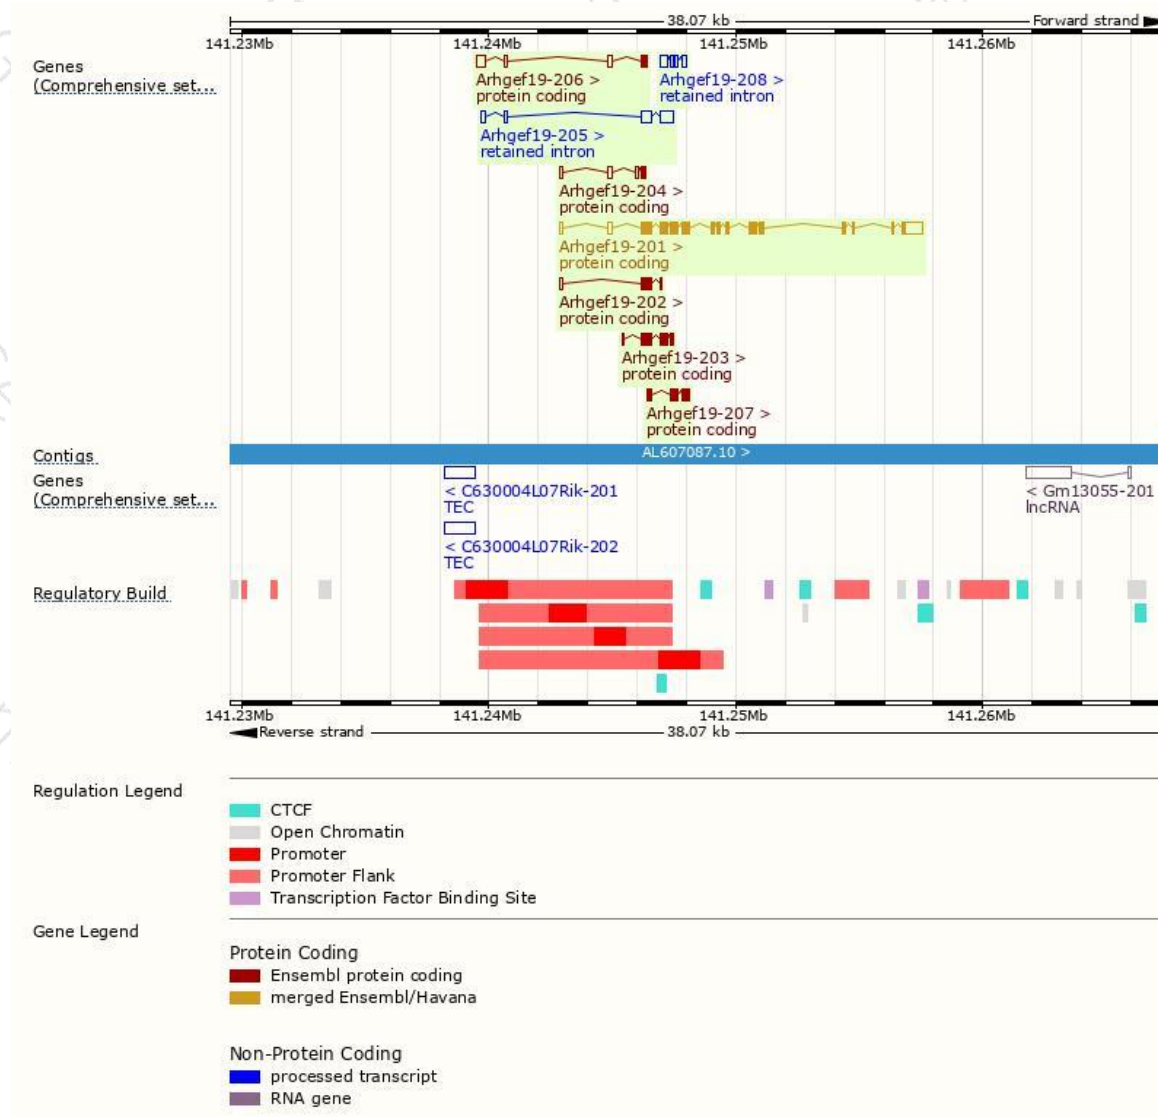 38.07 kb Forward strand
141.23Mb 141.24Mb 141.25Mb 141.26Mb
Genes
(Comprehensive set...
Arhgef19-206 > Arhgef19-208 >
protein coding retained intron
Arhgef19-205 >
retained intron
Arhgef19-204 >
protein coding
Arhgef19-201 >
protein coding
Arhgef19-202 >
protein coding
Arhgef19-203 >
protein coding
Arhgef19-207 >
protein coding
Contigs AL607087.10 >
Genes
(Comprehensive set...
< C630004L07Rik-201 < Gm13055-201
TEC lncRNA
< C630004L07Rik-202
TEC
Regulatory Build
141.23Mb 141.24Mb 141.25Mb 141.26Mb
Reverse strand 38.07 kb
Regulation Legend
CTCF
Open Chromatin
Promoter
Promoter Flank
Transcription Factor Binding Site
Gene Legend
Protein Coding
Ensembl protein coding
merged Ensembl/Havana
Non-Protein Coding
processed transcript
RNA gene